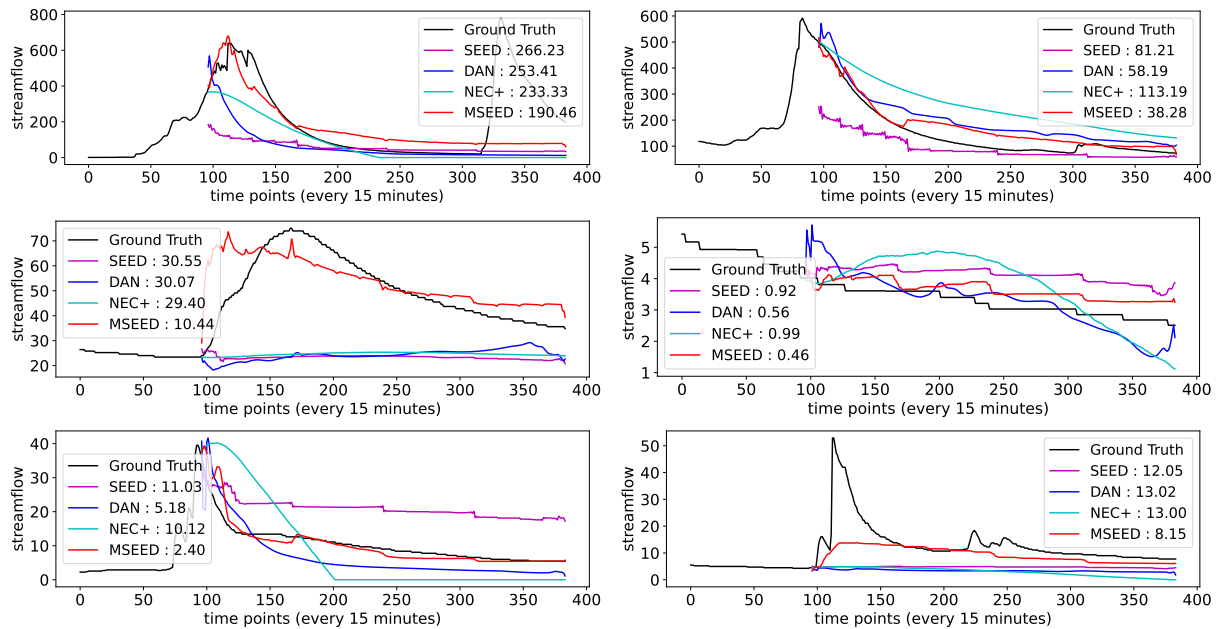 800
600
400
200
0
streamflow
Ground Truth
SEED : 266.23
DAN : 253.41
NEC+ : 233.33
MSEED : 190.46
0 50 100 150 200 250 300 350 400
time points (every 15 minutes)
600
500
400
300
200
100
streamflow
Ground Truth
SEED : 81.21
DAN : 58.19
NEC+ : 113.19
MSEED : 38.28
0 50 100 150 200 250 300 350 400
time points (every 15 minutes)
70
60
50
40
30
20
streamflow
Ground Truth
SEED : 30.55
DAN : 30.07
NEC+ : 29.40
MSEED : 10.44
0 50 100 150 200 250 300 350 400
time points (every 15 minutes)
5
4
3
2
1
streamflow
Ground Truth
SEED : 0.92
DAN : 0.56
NEC+ : 0.99
MSEED : 0.46
0 50 100 150 200 250 300 350 400
time points (every 15 minutes)
40
30
20
10
0
streamflow
Ground Truth
SEED : 11.03
DAN : 5.18
NEC+ : 10.12
MSEED : 2.40
0 50 100 150 200 250 300 350 400
time points (every 15 minutes)
50
40
30
20
10
0
streamflow
Ground Truth
SEED : 12.05
DAN : 13.02
NEC+ : 13.00
MSEED : 8.15
0 50 100 150 200 250 300 350 400
time points (every 15 minutes)